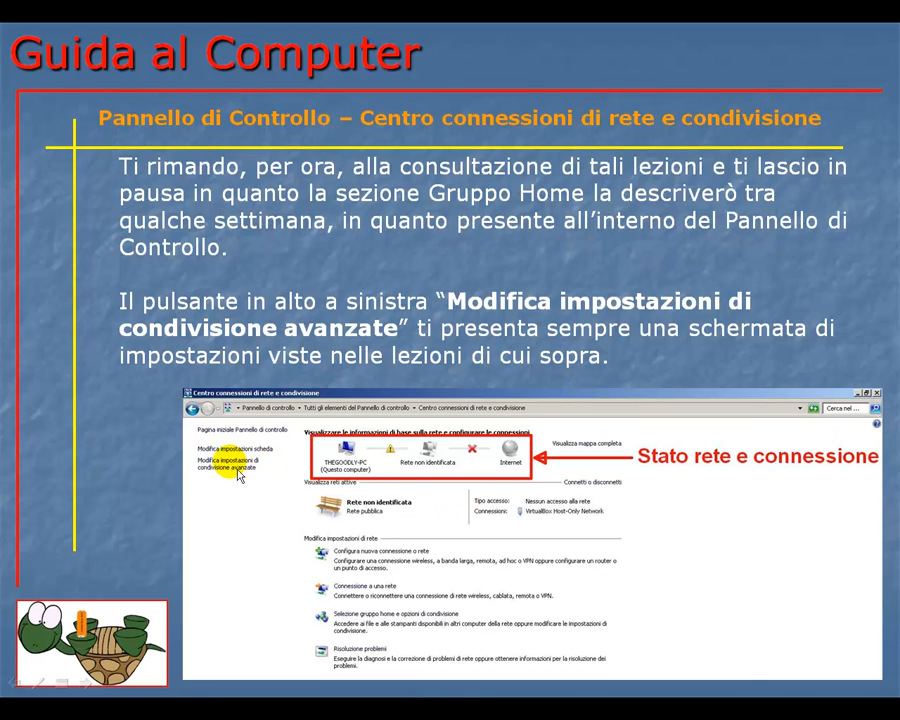 Guida al Computer
Pannello di Controllo – Centro connessioni di rete e condivisione
Ti rimando, per ora, alla consultazione di tali lezioni e ti lascio in
pausa in quanto la sezione Gruppo Home la descriverò tra
qualche settimana, in quanto presente all’interno del Pannello di
Controllo.
Il pulsante in alto a sinistra “Modifica impostazioni di
condivisione avanzate” ti presenta sempre una schermata di
impostazioni viste nelle lezioni di cui sopra.
Centro connessioni di rete e condivisione
Pannello di controllo Tutti gli elementi del Pannello di controllo Centro connessioni di rete e condivisione
Cerca nel ...
Pagina iniziale Pannello di controllo
Modifica impostazioni scheda
Modifica impostazioni di
condivisione avanzate
Visualizzare le informazioni di base sulla rete e configurare le connessioni
THEGOODLY-PC
(Questo computer)
Rete non identificata
Internet
Visualizza mappa completa
Stato rete e connessione
Visualizza reti attive
Connetti o disconnetti
Rete non identificata
Rete pubblica
Tipo accesso: Nessun accesso alla rete
Connessioni: VirtualBox Host-Only Network
Modifica impostazioni di rete
Configura nuova connessione o rete
Configurare una connessione wireless, a banda larga, remota, ad hoc o VPN oppure configurare un router o
un punto di accesso.
Connessione a una rete
Connettere o riconnettere una connessione di rete wireless, cablata, remota o VPN.
Selezione gruppo home e opzioni di condivisione
Accedere ai file e alle stampanti disponibili in altri computer della rete oppure modificare le impostazioni di
condivisione.
Risoluzione problemi
Eseguire la diagnosi e la correzione di problemi di rete oppure ottenere informazioni per la risoluzione dei
problemi.